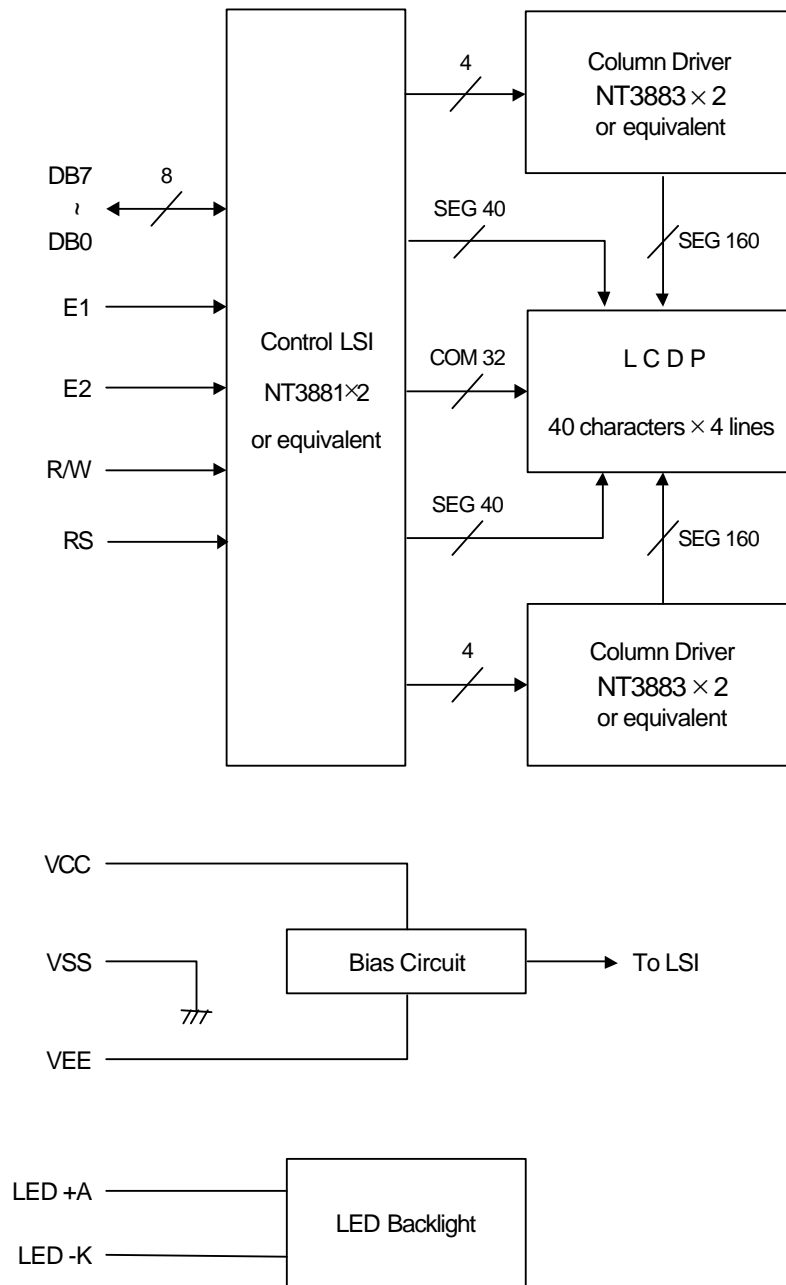 4
Column Driver
NT3883 × 2
or equivalent
DB7
~
DB0
8
SEG 40
SEG 160
E1
E2
R/W
RS
Control LSI
NT3881×2
or equivalent
COM 32
L C D P
40 characters × 4 lines
SEG 40
SEG 160
4
Column Driver
NT3883 × 2
or equivalent
VCC
VSS
VEE
Bias Circuit
To LSI
LED +A
LED -K
LED Backlight